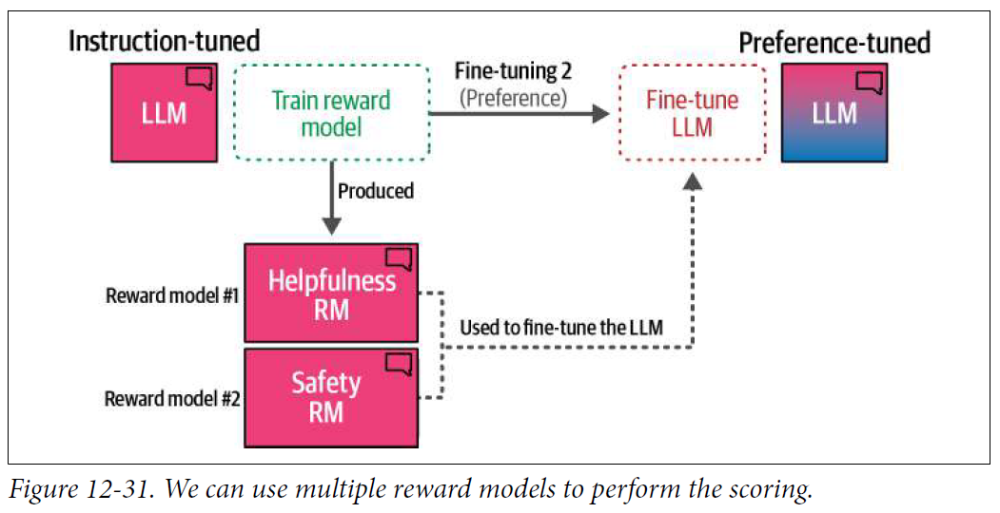 Instruction-tuned
Preference-tuned
LLM
Train reward
model
Fine-tuning 2
(Preference)
Fine-tune
LLM
LLM
Produced
Reward model #1
Helpfulness
RM
Used to fine-tune the LLM
Reward model #2
Safety
RM
Figure 12-31. We can use multiple reward models to perform the scoring.